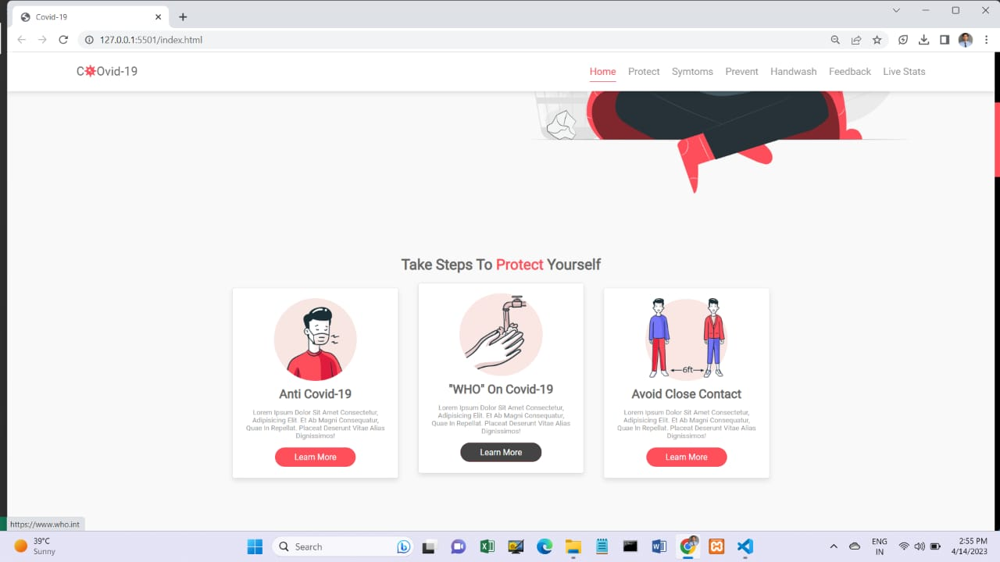 Covid-19
127.0.0.1:5501/index.html
COvid-19
Home Protect Symtoms Prevent Handwash Feedback Live Stats
Take Steps To Protect Yourself
6ft
Anti Covid-19
Lorem Ipsum Dolor Sit Amet Consectetur,
Adipisicing Elit. Et Ab Magni Consequatur,
Quae In Repellat. Placeat Deserunt Vitae Alias
Dignissimos!
Learn More
"WHO" On Covid-19
Lorem Ipsum Dolor Sit Amet Consectetur,
Adipisicing Elit. Et Ab Magni Consequatur,
Quae In Repellat. Placeat Deserunt Vitae Alias
Dignissimos!
Learn More
Avoid Close Contact
Lorem Ipsum Dolor Sit Amet Consectetur,
Adipisicing Elit. Et Ab Magni Consequatur,
Quae In Repellat. Placeat Deserunt Vitae Alias
Dignissimos!
Learn More
https://www.who.int
39°C
Sunny
Search
ENG
IN
2:55 PM
4/14/2023